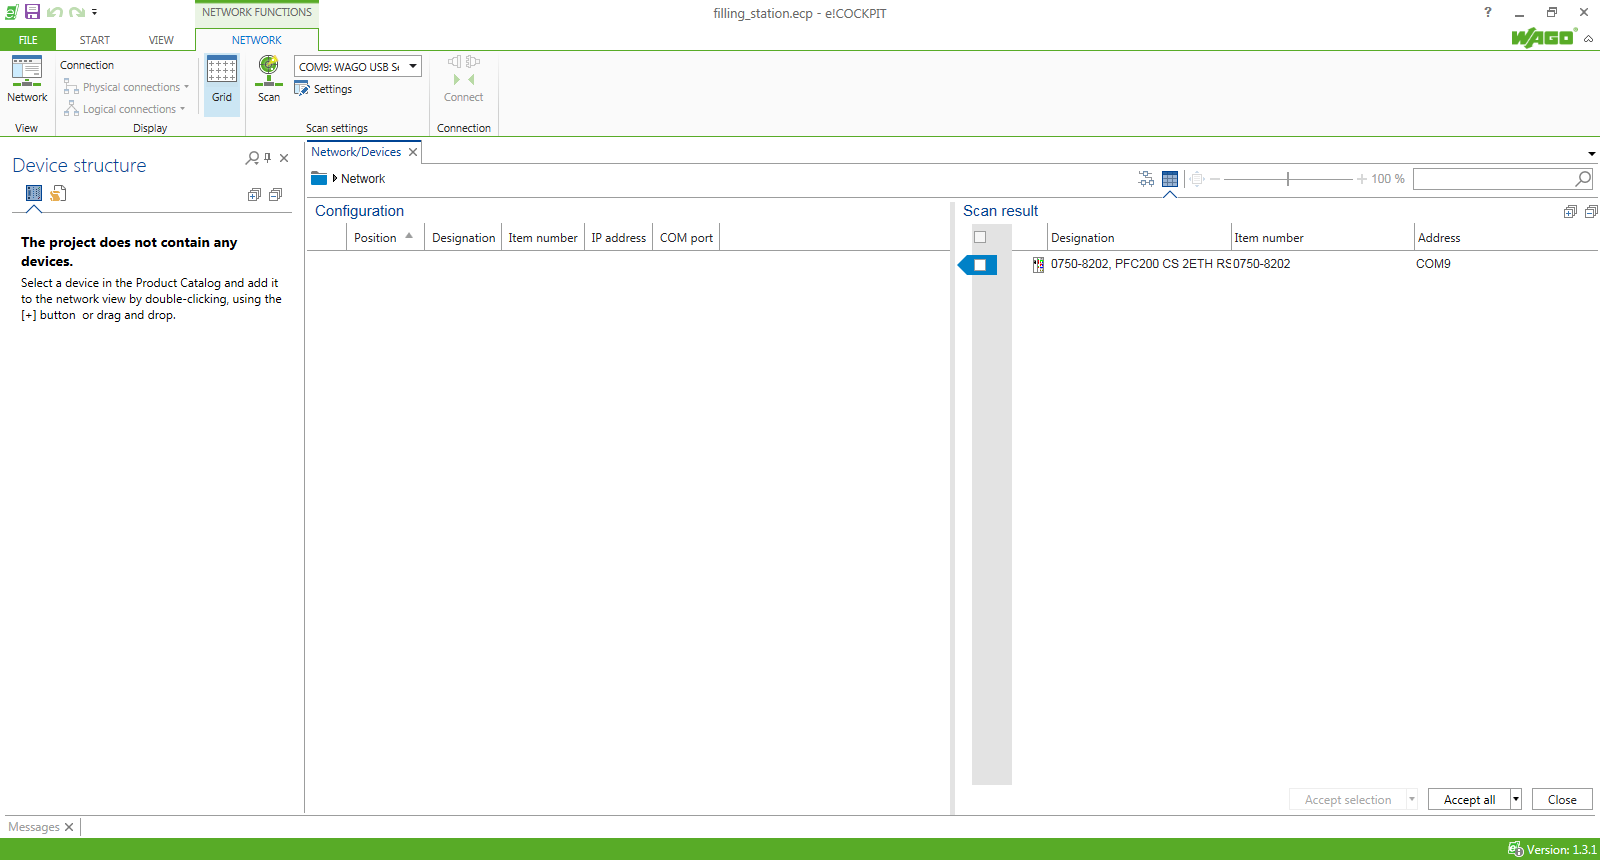 NETWORK FUNCTIONS
filling_station.ecp - e!COCKPIT
?
FILE
START
VIEW
NETWORK
WAGO
Network
View
Connection
Physical connections
Logical connections
Display
Grid
Scan
COM9: WAGO USB Se
Settings
Scan settings
Connect
Connection
Device structure
The project does not contain any
devices.
Select a device in the Product Catalog and add it
to the network view by double-clicking, using the
[+] button or drag and drop.
Network/Devices
Network
100 %
Configuration
Position
Designation
Item number
IP address
COM port
Scan result
Designation
Item number
Address
0750-8202, PFC200 CS 2ETH RS
0750-8202
COM9
Accept selection
Accept all
Close
Messages
Version: 1.3.1